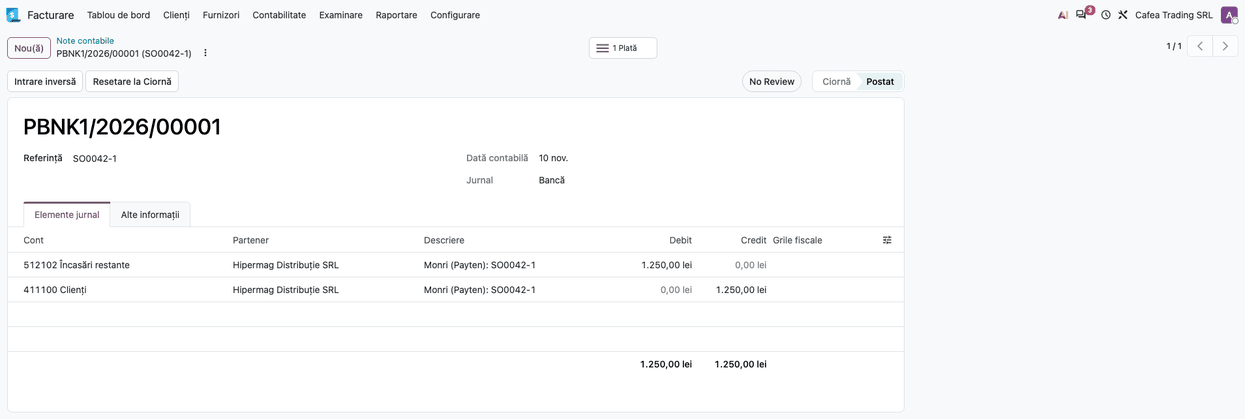 Facturare Tablou de bord Clienți Furnizori Contabilitate Examinare Raportare Configurare AI 3 Cafea Trading SRL A
Nou(ă) Note contabile 1 Plată 1 / 1
PBNK1/2026/00001 (SO0042-1)
Intrare inversă Resetare la Ciornă No Review Ciornă Postat
PBNK1/2026/00001
Referință SO0042-1 Dată contabilă 10 nov.
Jurnal Bancă
Elemente jurnal Alte informații
Cont Partener Descriere Debit Credit Grile fiscale
512102 Încasări restante Hipermag Distribuție SRL Monri (Payten): SO0042-1 1.250,00 lei 0,00 lei
411100 Clienți Hipermag Distribuție SRL Monri (Payten): SO0042-1 0,00 lei 1.250,00 lei
1.250,00 lei 1.250,00 lei